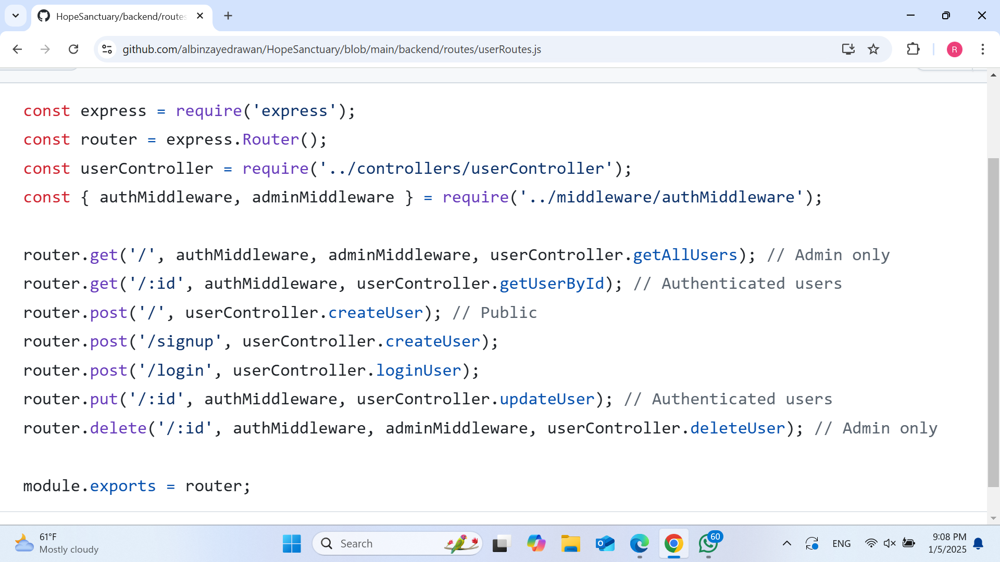 HopeSanctuary/backend/routes
github.com/albinzayedrawan/HopeSanctuary/blob/main/backend/routes/userRoutes.js
R
const express = require('express');
const router = express.Router();
const userController = require('../controllers/userController');
const { authMiddleware, adminMiddleware } = require('../middleware/authMiddleware');
router.get('/', authMiddleware, adminMiddleware, userController.getAllUsers); // Admin only
router.get('/:id', authMiddleware, userController.getUserById); // Authenticated users
router.post('/', userController.createUser); // Public
router.post('/signup', userController.createUser);
router.post('/login', userController.loginUser);
router.put('/:id', authMiddleware, userController.updateUser); // Authenticated users
router.delete('/:id', authMiddleware, adminMiddleware, userController.deleteUser); // Admin only
module.exports = router;
61°F
Mostly cloudy
Search
60
ENG
9:08 PM
1/5/2025